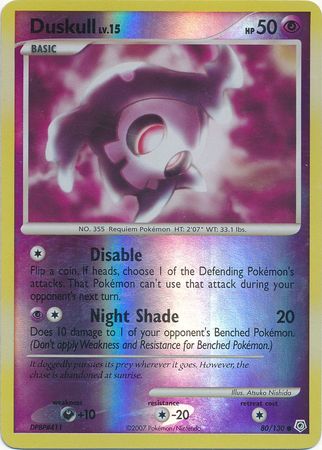 Duskull LV.15
HP 50
BASIC
NO. 355 Requiem Pokémon HT: 2'07" WT: 33.1 lbs.
Disable
Flip a coin. If heads, choose 1 of the Defending Pokémon's
attacks. That Pokémon can't use that attack during your
opponent's next turn.
Night Shade 20
Does 10 damage to 1 of your opponent's Benched Pokémon.
(Don't apply Weakness and Resistance for Benched Pokémon.)
It doggedly pursues its prey wherever it goes. However, the
chase is abandoned at sunrise.
Illus. Atsuko Nishida
weakness resistance retreat cost
+10 -20
DPBP#411 ©2007 Pokémon/Nintendo 80/130